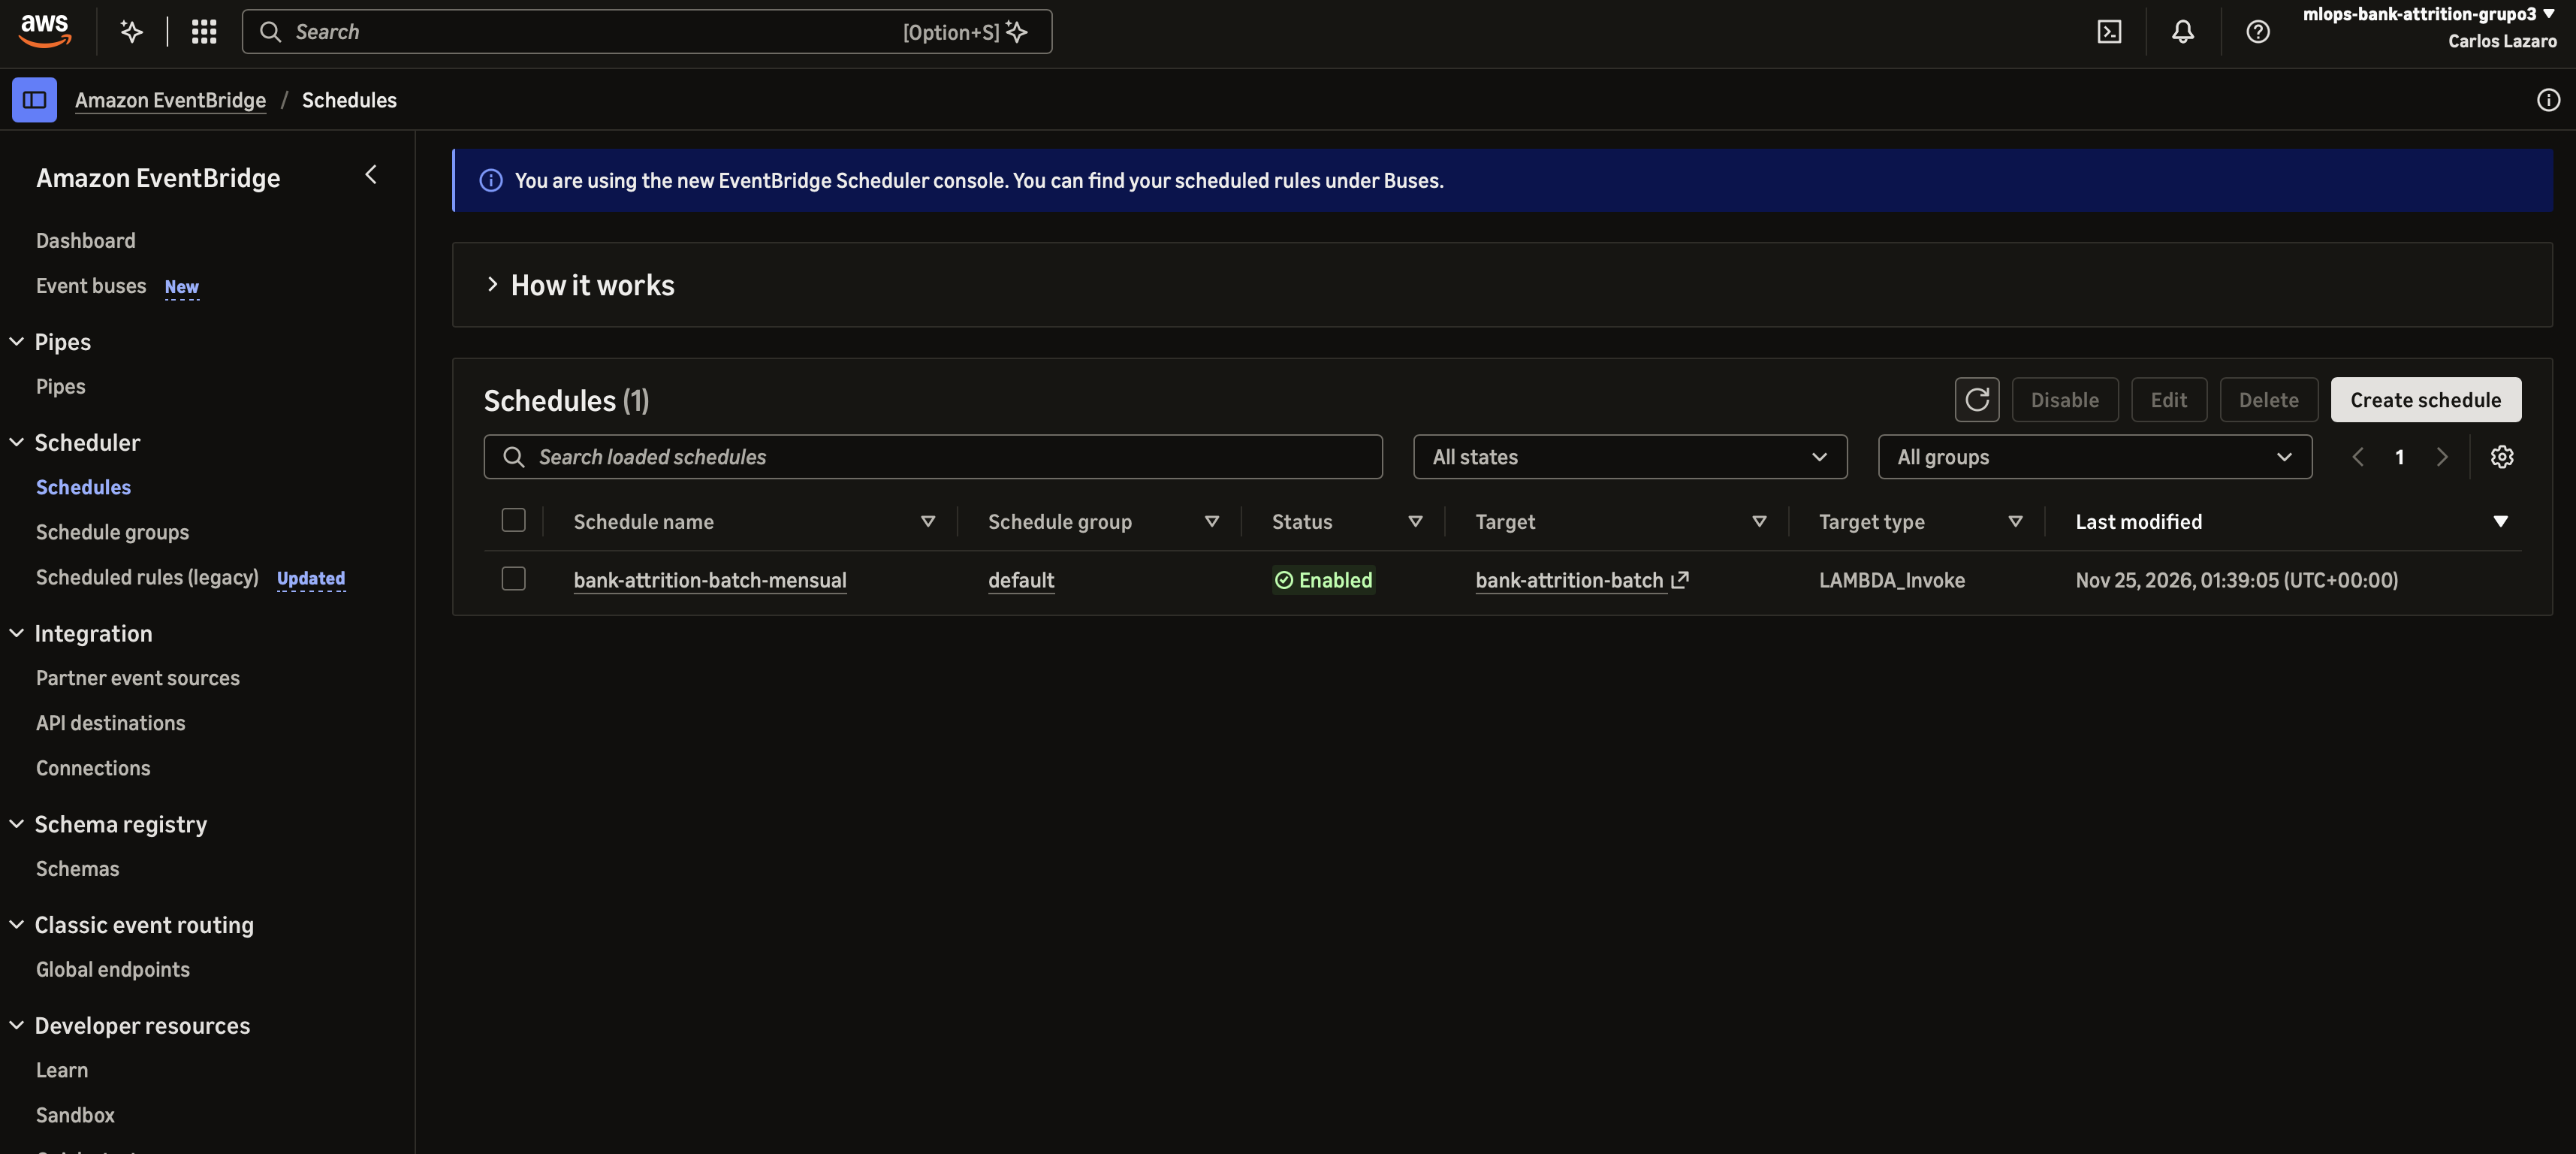 aws
Search
[Option+S]
mlops-bank-attrition-grupo3
Carlos Lazaro
Amazon EventBridge / Schedules
Amazon EventBridge
Dashboard
Event buses New
Pipes
Pipes
Scheduler
Schedules
Schedule groups
Scheduled rules (legacy) Updated
Integration
Partner event sources
API destinations
Connections
Schema registry
Schemas
Classic event routing
Global endpoints
Developer resources
Learn
Sandbox
You are using the new EventBridge Scheduler console. You can find your scheduled rules under Buses.
How it works
Schedules (1)
Disable
Edit
Delete
Create schedule
Search loaded schedules
All states
All groups
1
Schedule name Schedule group Status Target Target type Last modified
bank-attrition-batch-mensual default Enabled bank-attrition-batch LAMBDA_Invoke Nov 25, 2026, 01:39:05 (UTC+00:00)